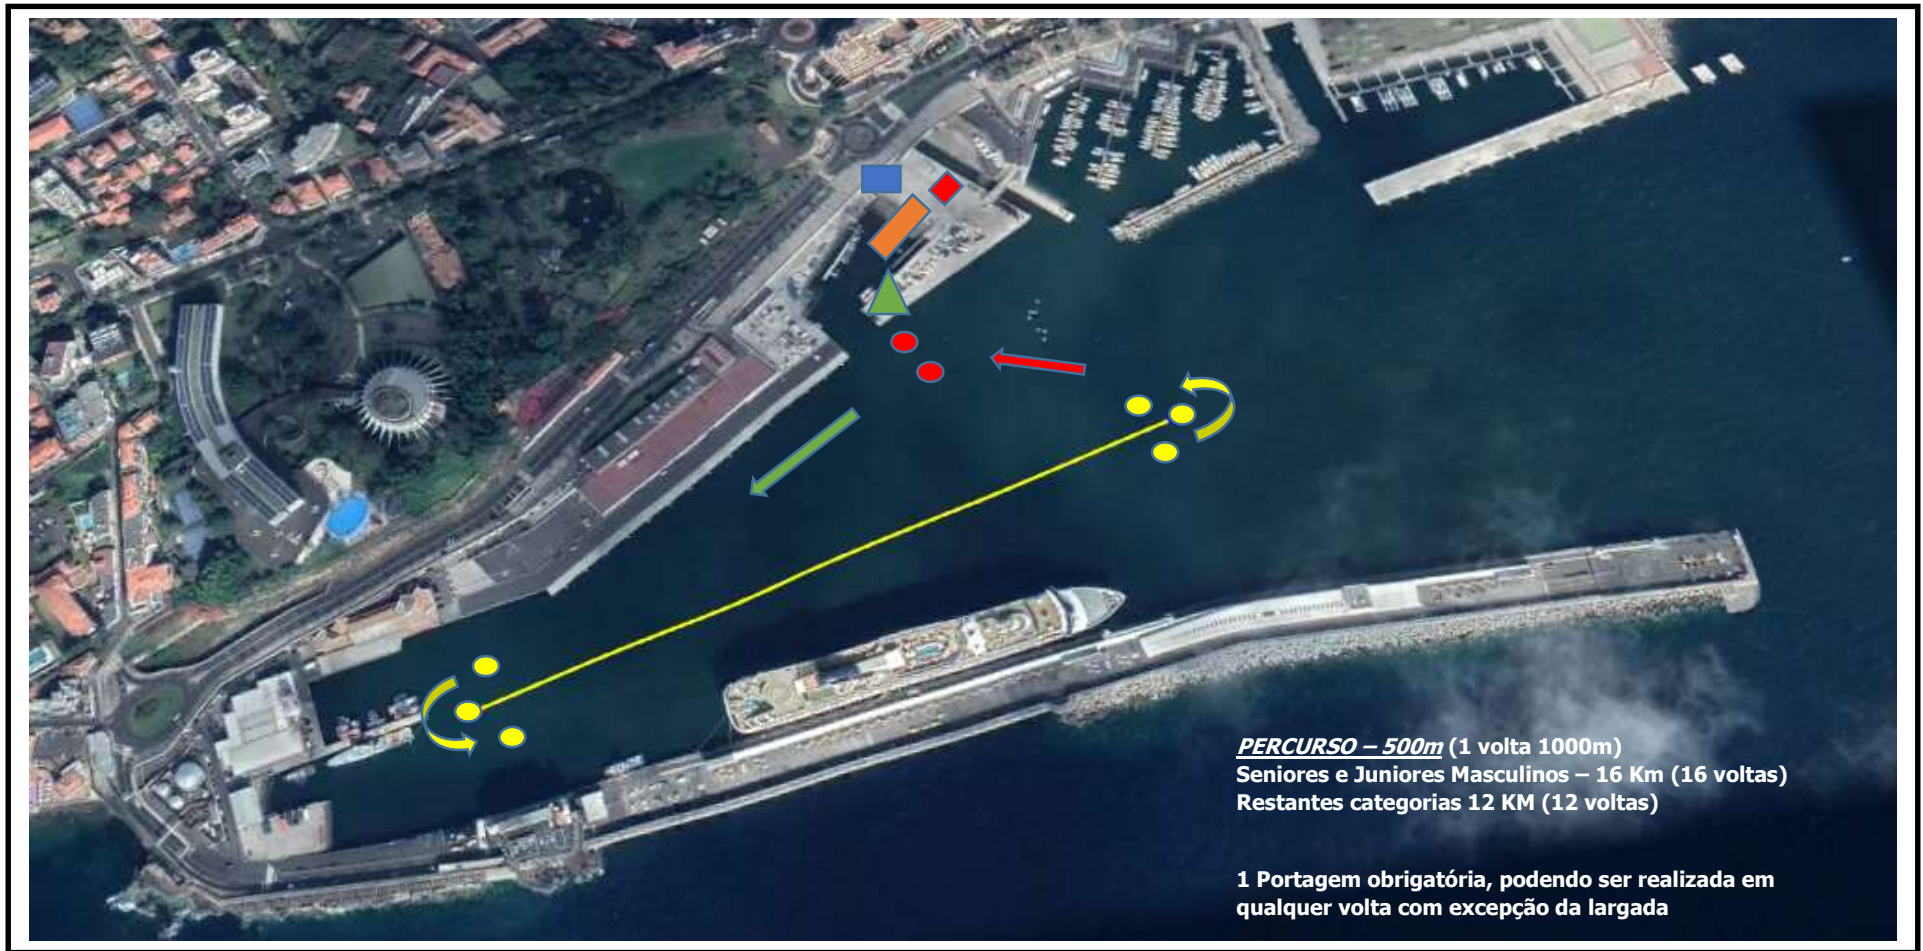 PERCURSO – 500m (1 volta 1000m)
Seniores e Juniores Masculinos – 16 Km (16 voltas)
Restantes categorias 12 KM (12 voltas)
1 Portagem obrigatória, podendo ser realizada em
qualquer volta com excepção da largada